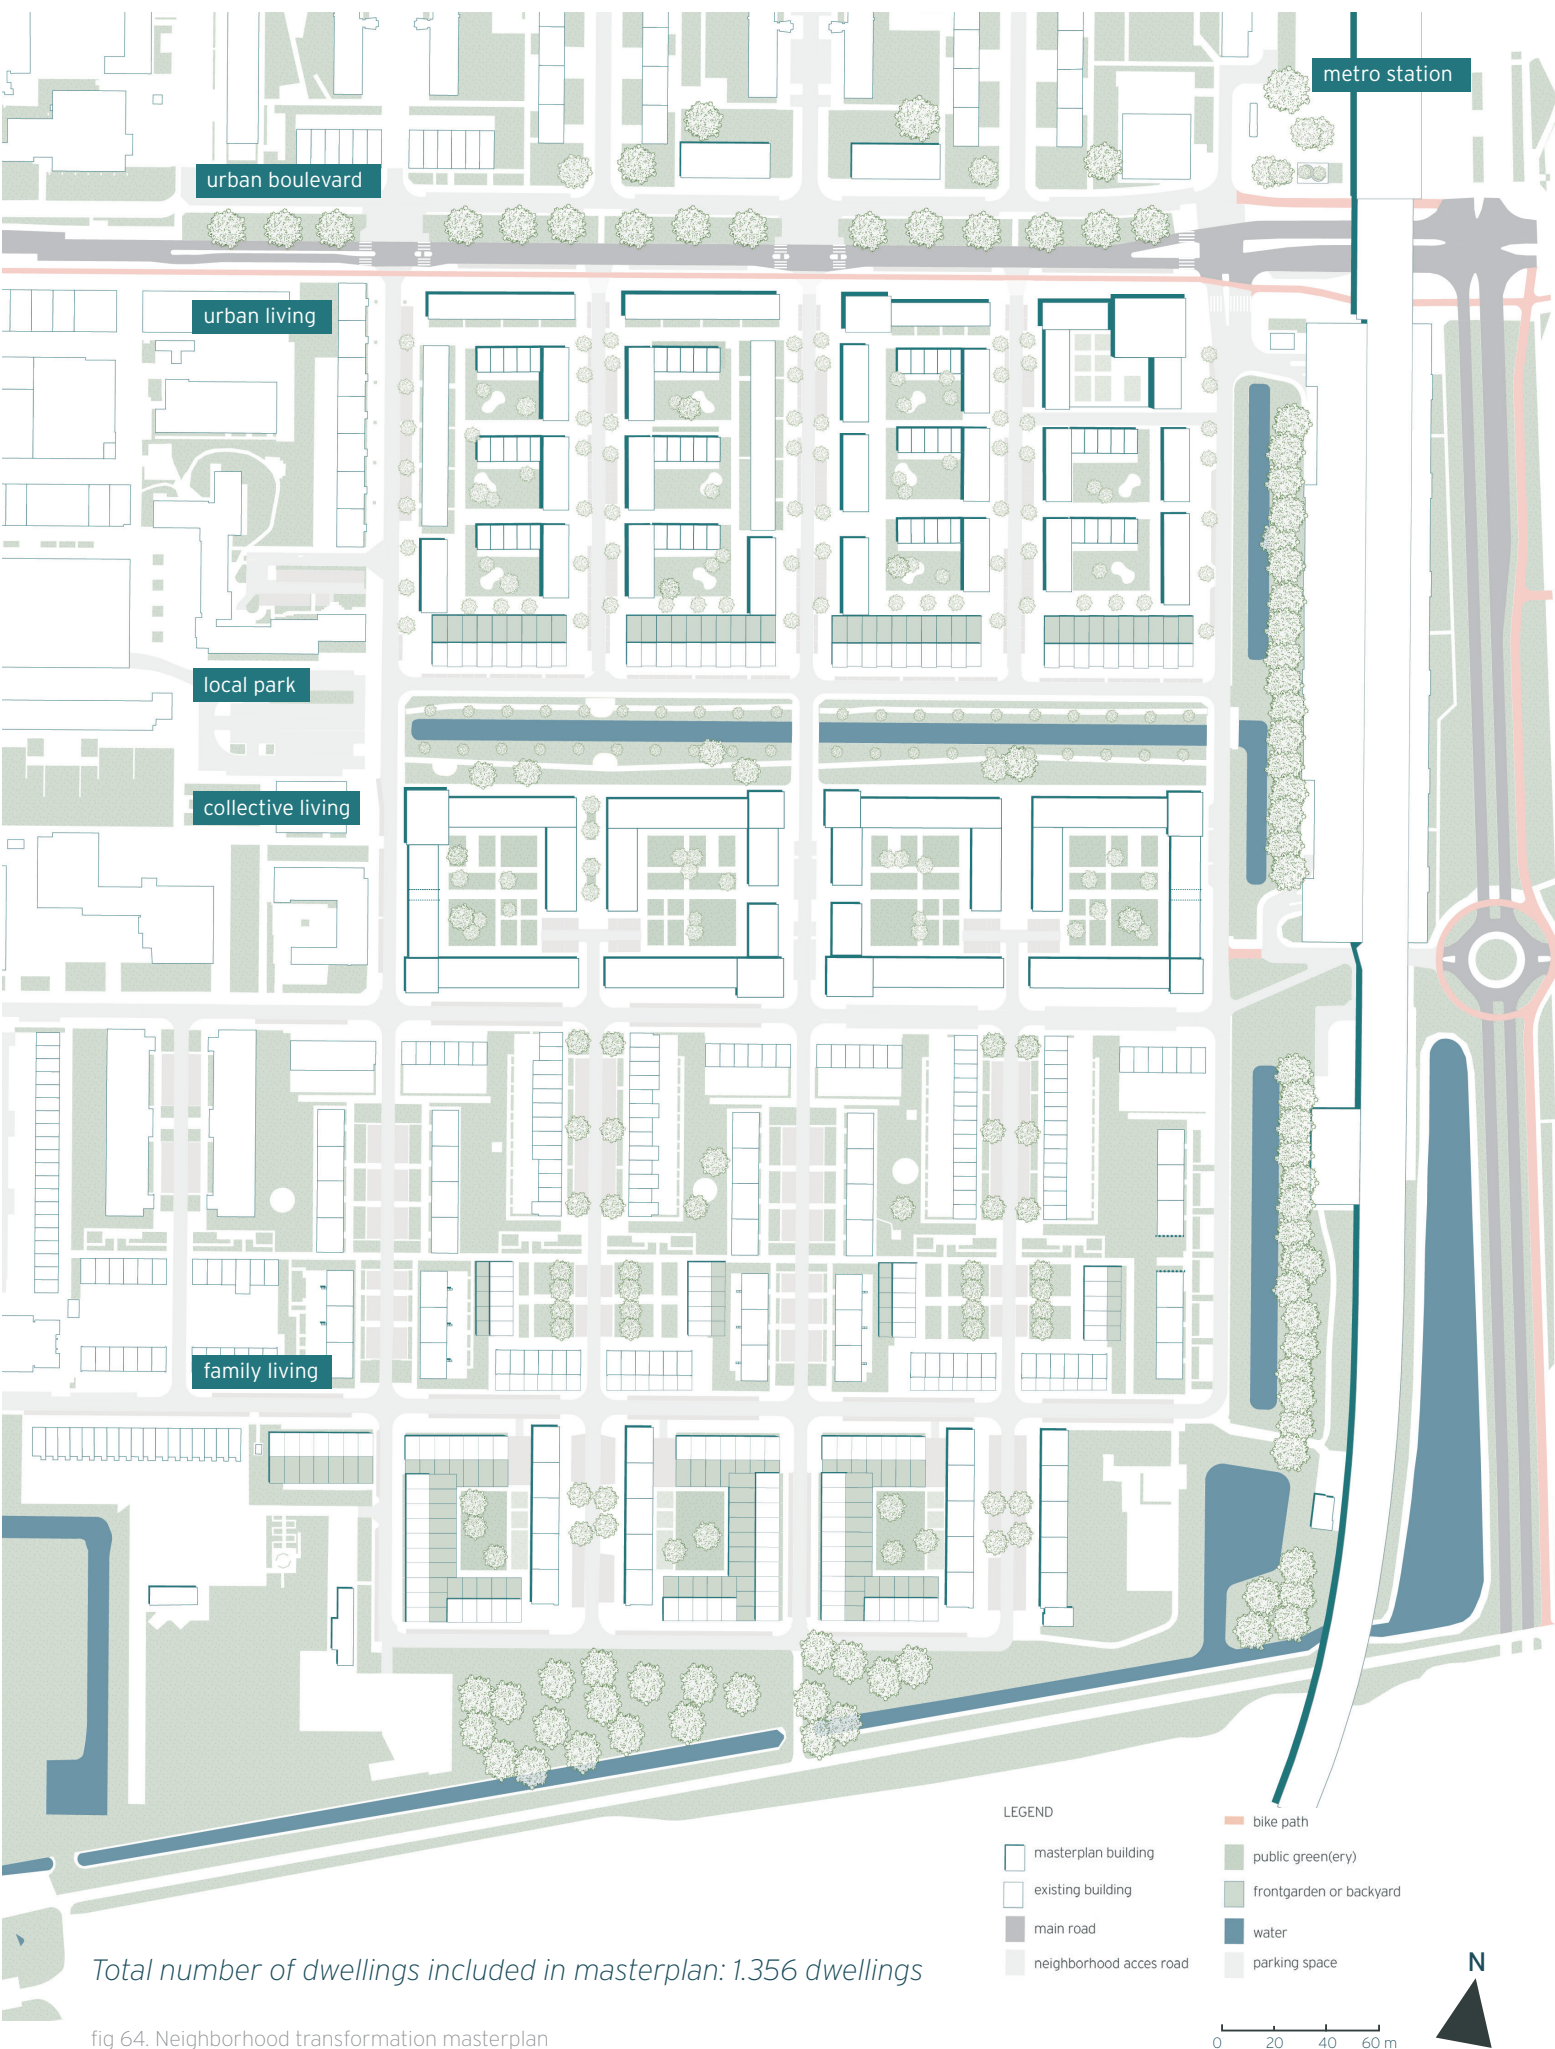 metro station
urban boulevard
urban living
local park
collective living
family living
LEGEND
masterplan building
existing building
main road
neighborhood acces road
bike path
public green(ery)
frontgarden or backyard
water
parking space
N
0 20 40 60 m
Total number of dwellings included in masterplan: 1.356 dwellings
fig 64. Neighborhood transformation masterplan